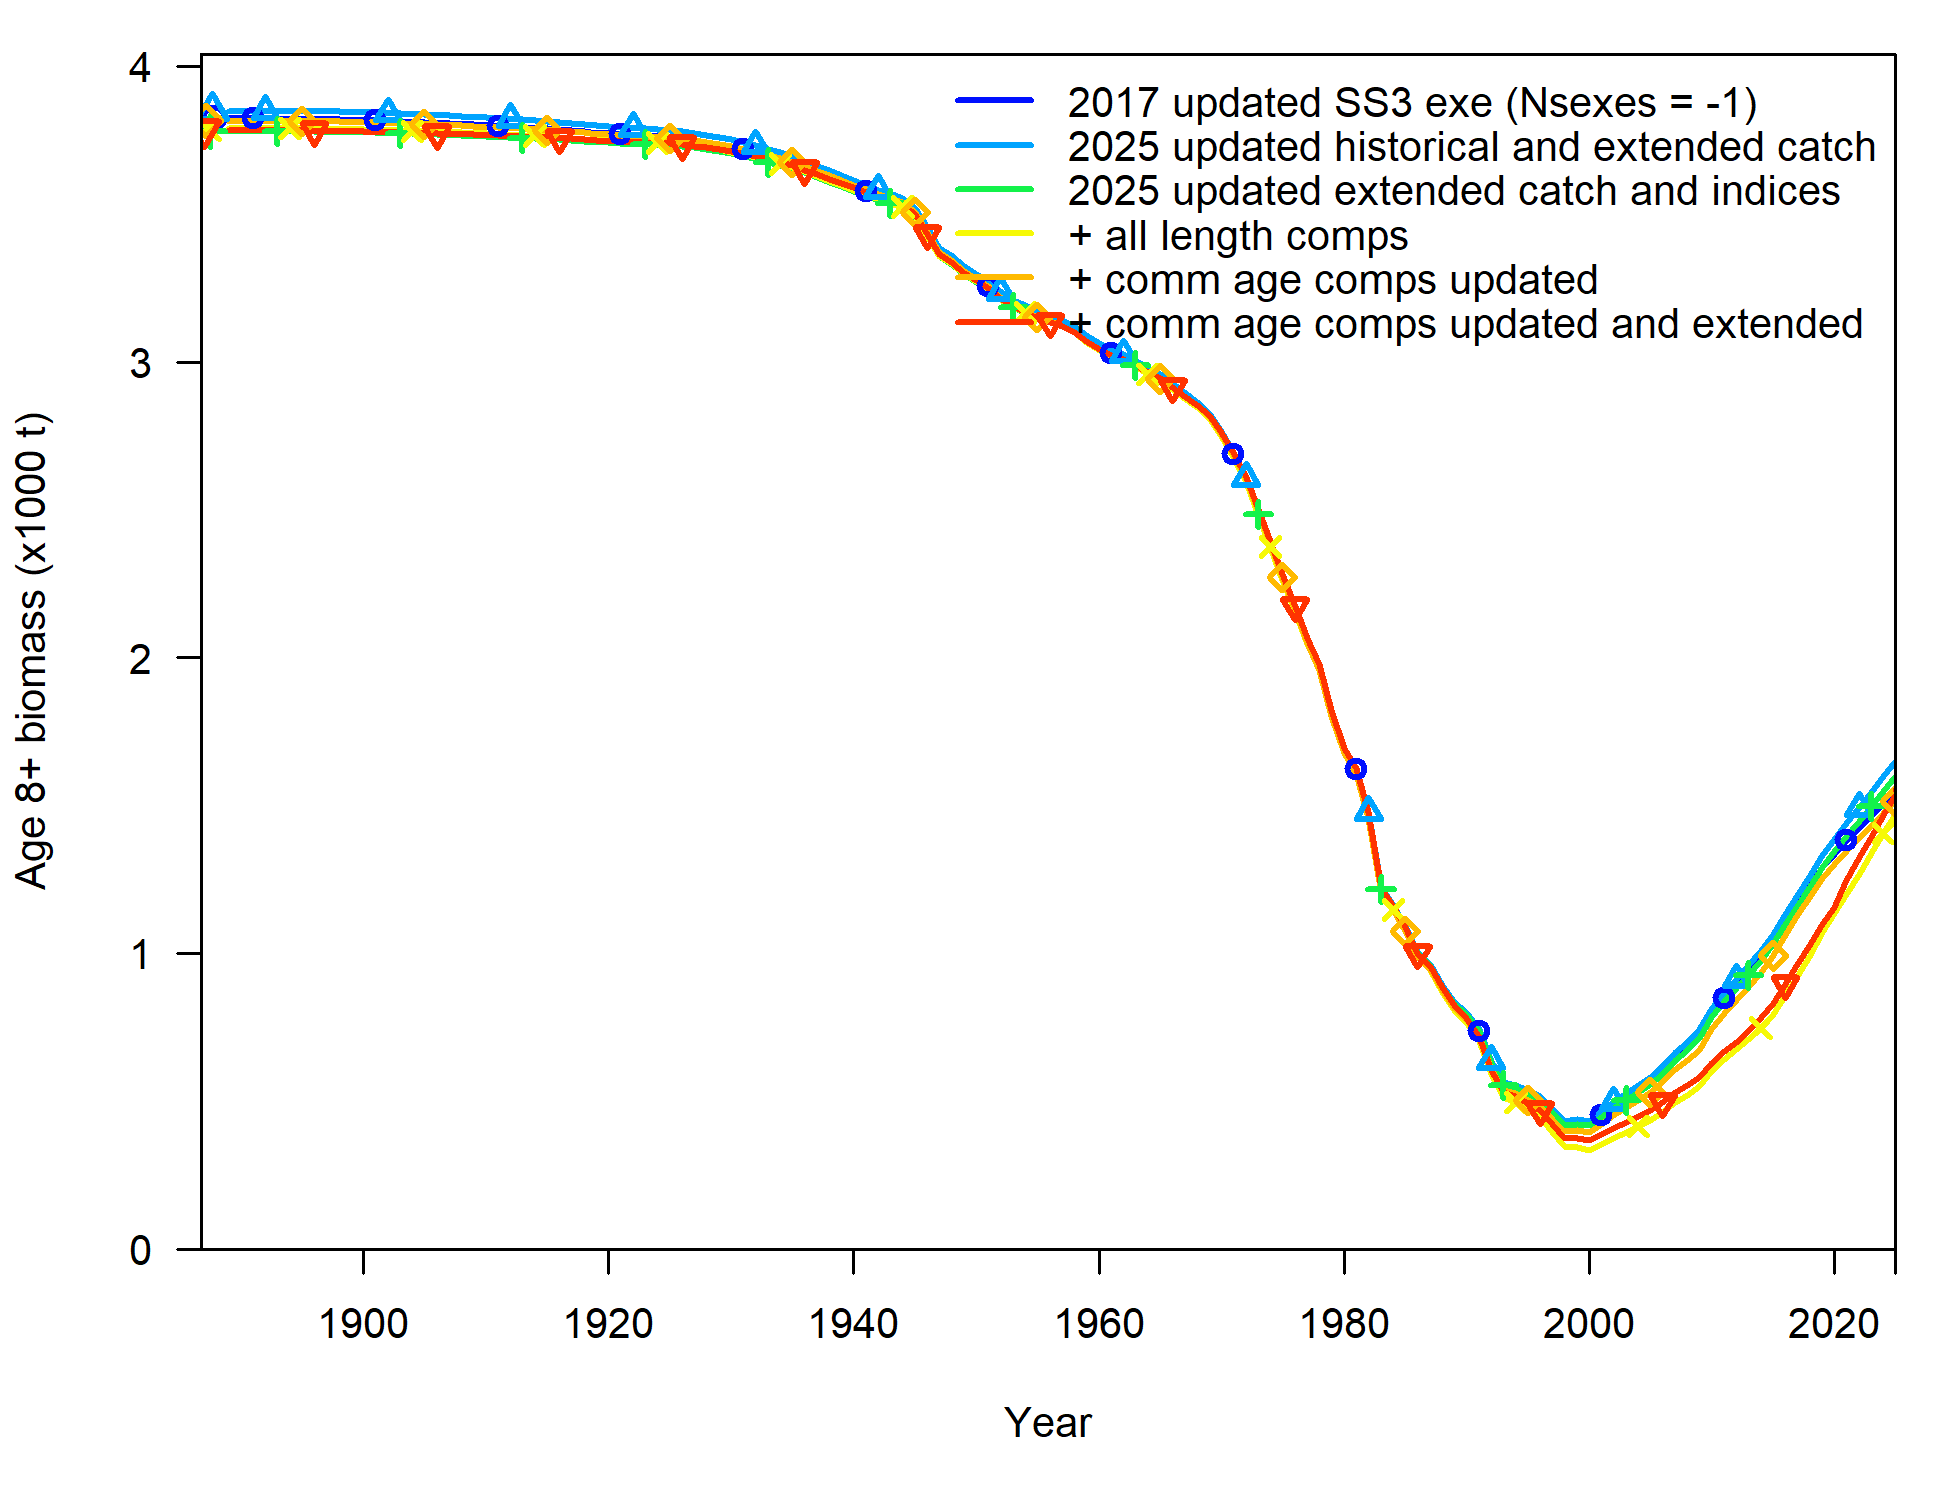 4
3
2
1
0
Age 8+ biomass (x1000 t)
2017 updated SS3 exe (Nsexes = -1)
2025 updated historical and extended catch
2025 updated extended catch and indices
+ all length comps
+ comm age comps updated
+ comm age comps updated and extended
1900 1920 1940 1960 1980 2000 2020
Year